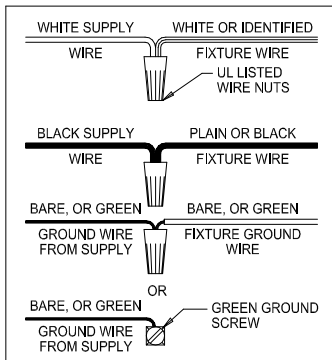 WHITE SUPPLY WIRE
WHITE OR IDENTIFIED FIXTURE WIRE
UL LISTED
WIRE NUTS
BLACK SUPPLY WIRE
PLAIN OR BLACK FIXTURE WIRE
BARE, OR GREEN
GROUND WIRE
FROM SUPPLY
BARE, OR GREEN
FIXTURE GROUND
WIRE
OR
BARE, OR GREEN
GROUND WIRE
FROM SUPPLY
GREEN GROUND
SCREW